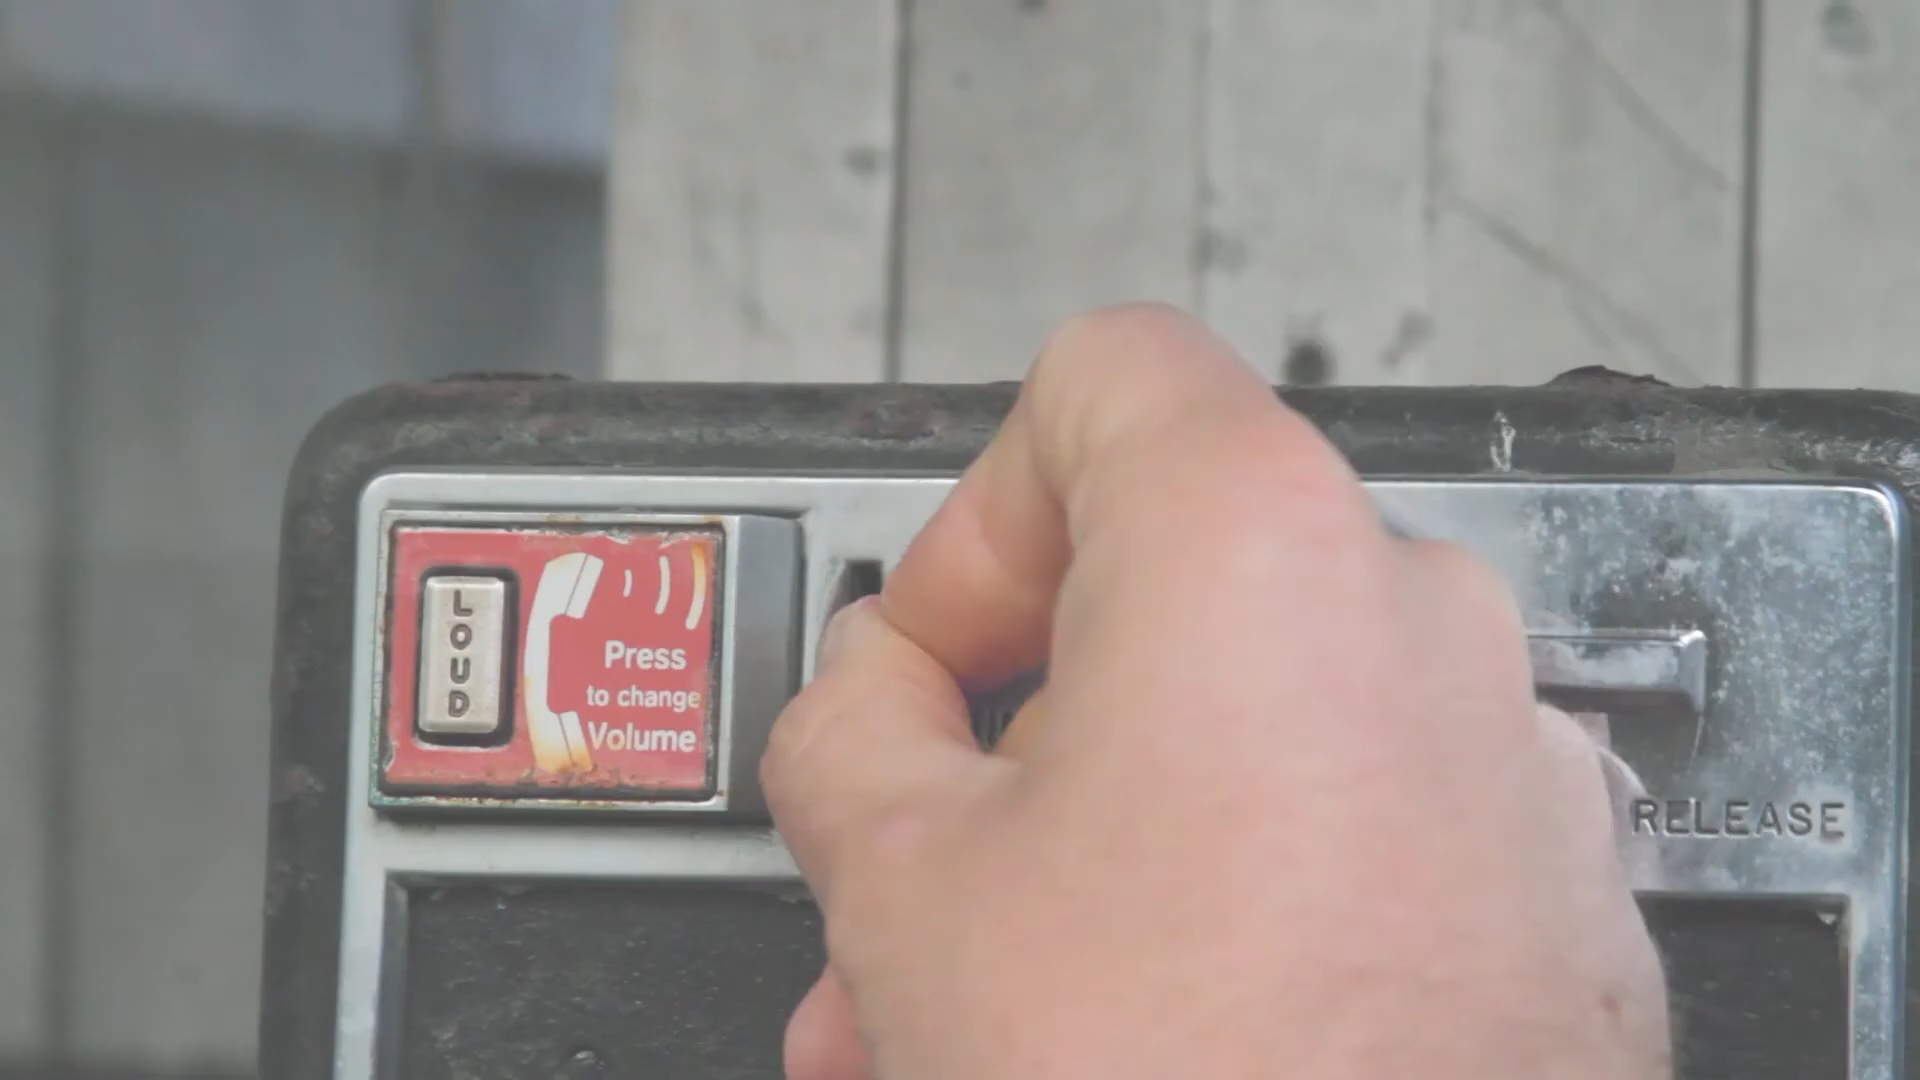 LOUD
Press
to change
Volume
RELEASE